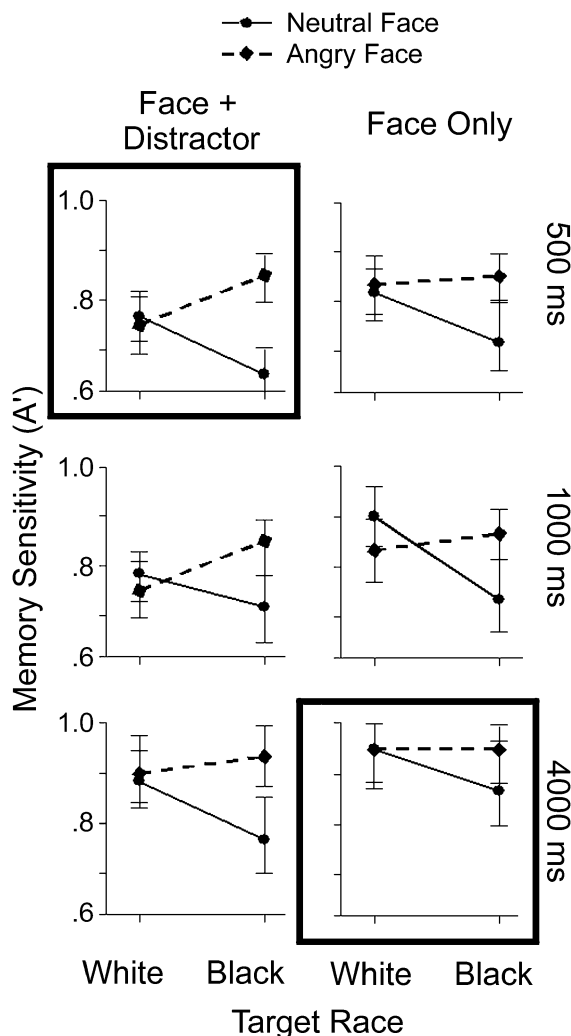 Neutral Face
Angry Face
Face +
Distractor
Face Only
1.0
.8
.6
500 ms
Memory Sensitivity (A')
1.0
.8
.6
1000 ms
1.0
.8
.6
4000 ms
White
Black
White
Black
Target Race